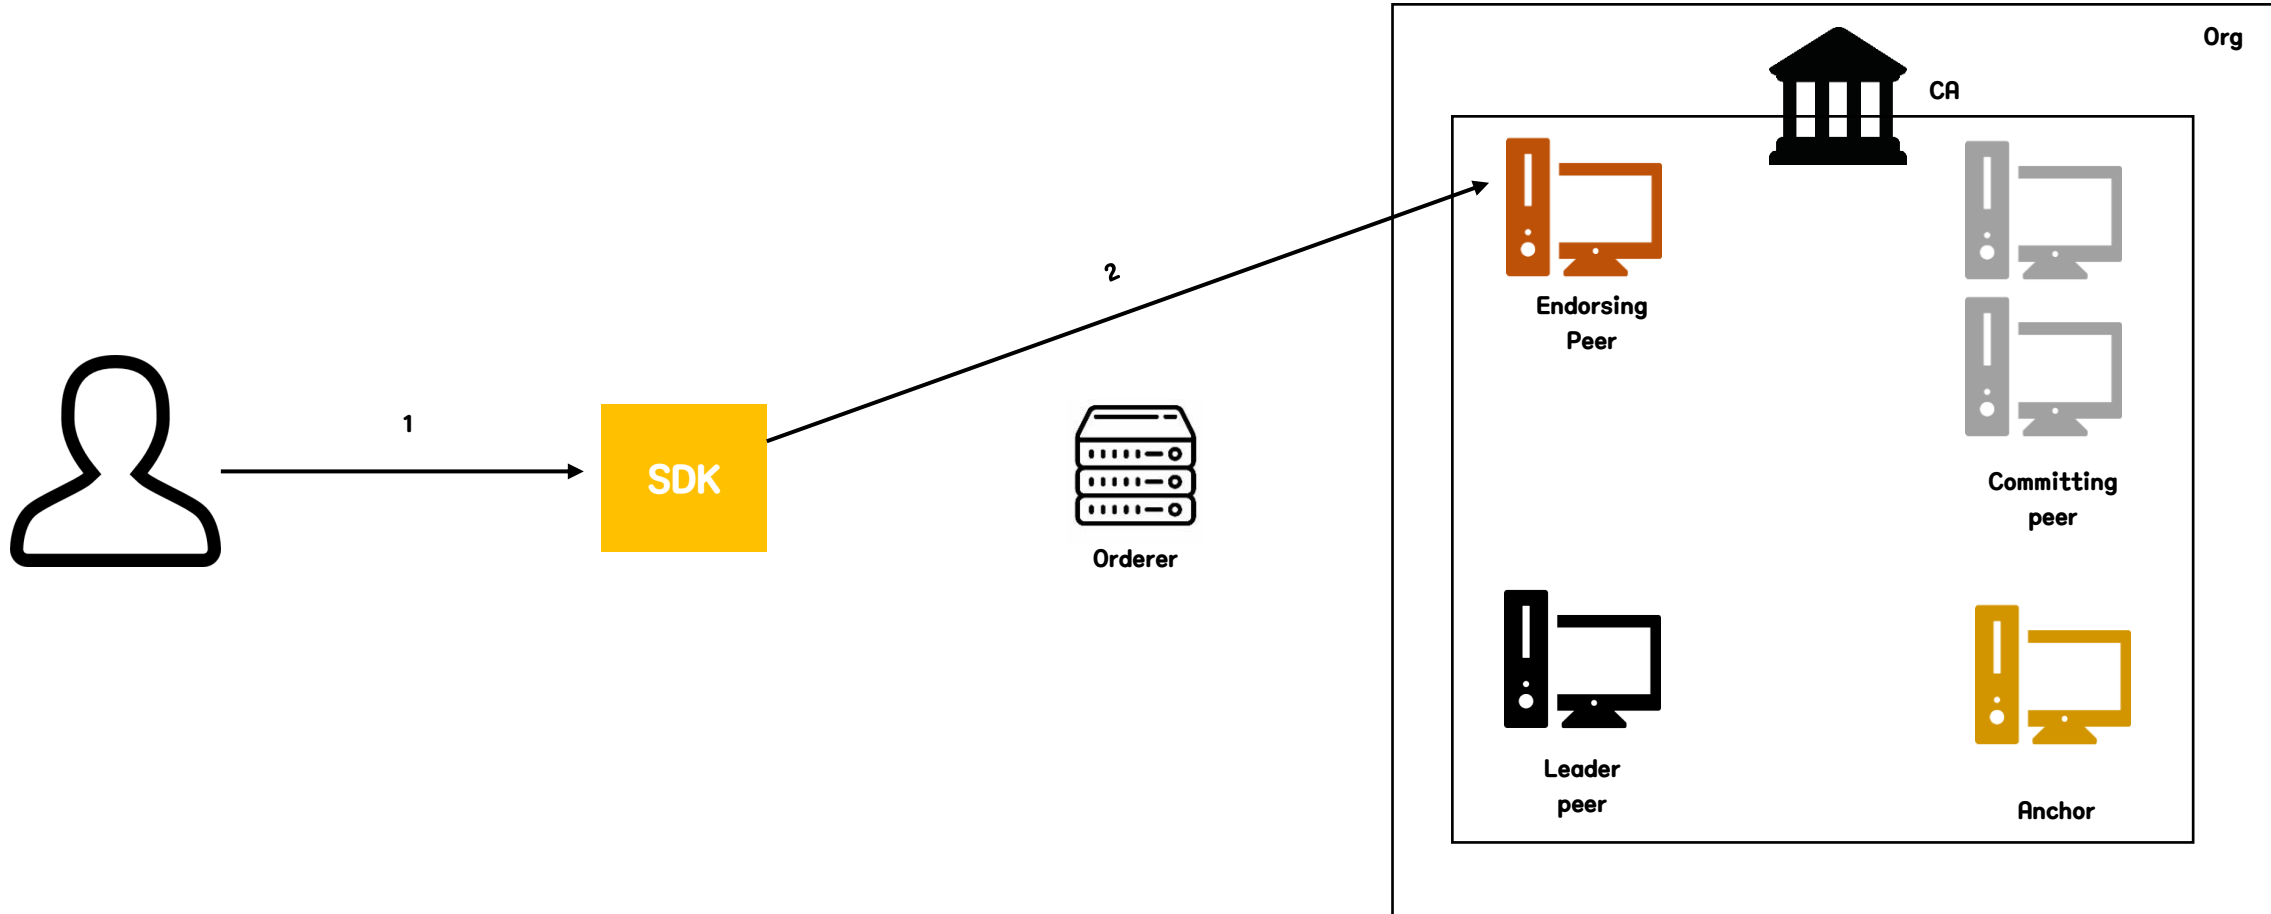 Org
CA
2
Endorsing
Peer
1
SDK
Committing
peer
Orderer
Leader
peer
Anchor